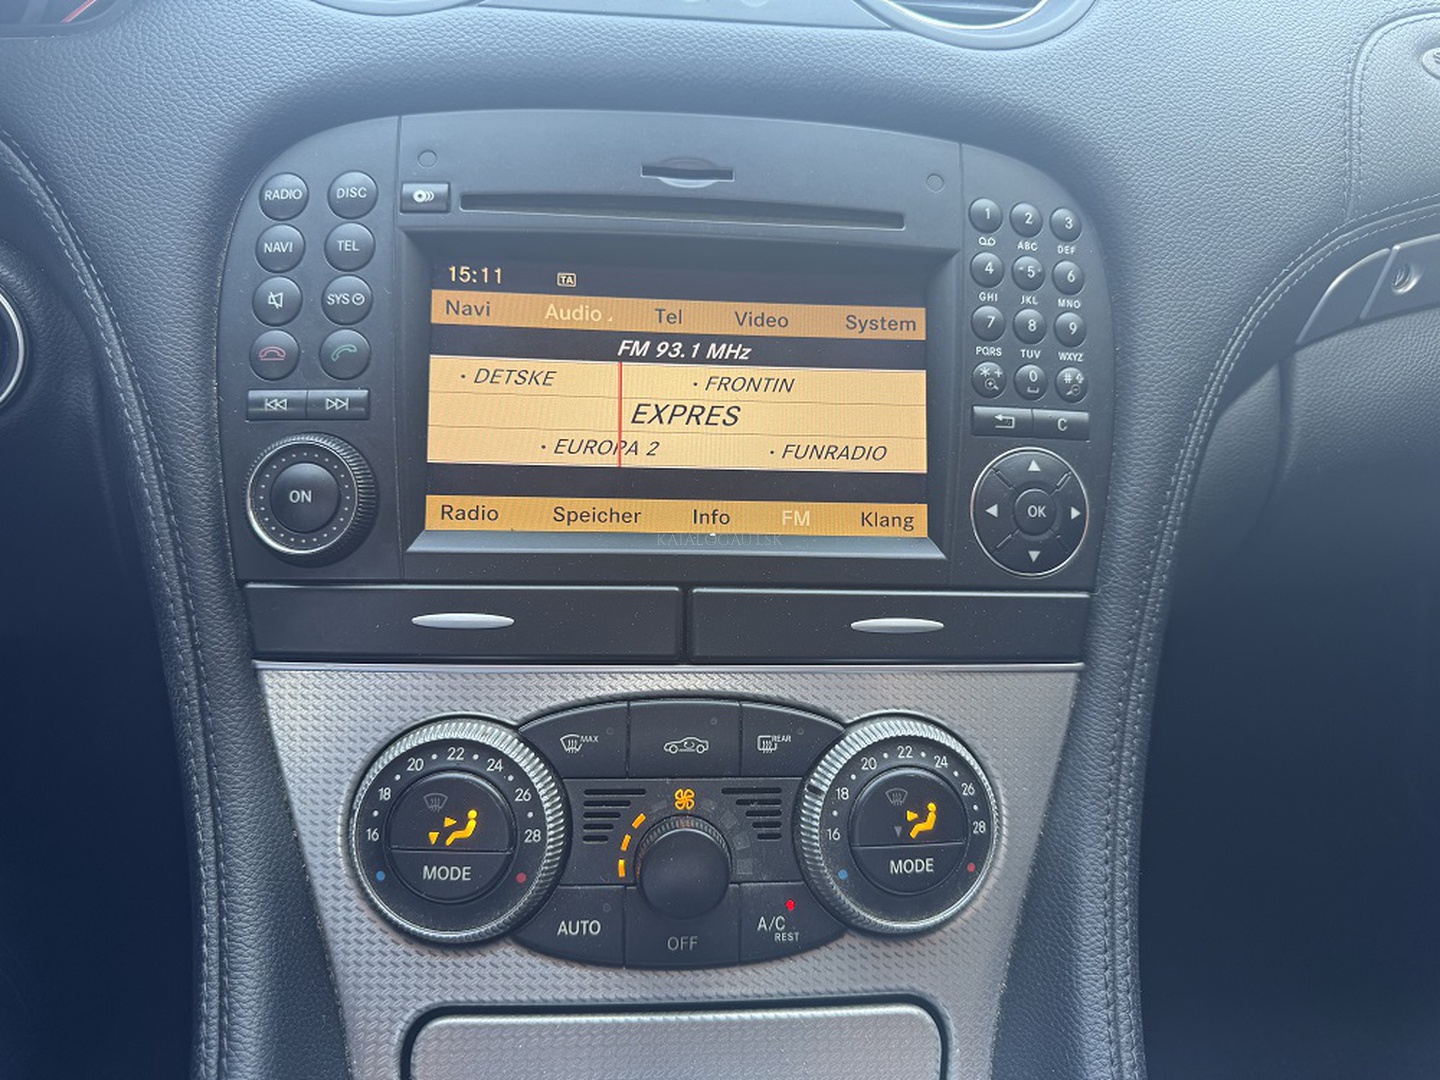 RADIO DISC
NAVI TEL
SYS
ON
15:11 TA
Navi Audio Tel Video System
FM 93.1 MHz
· DETSKE · FRONTIN
EXPRES
· EUROPA 2 · FUNRADIO
Radio Speicher Info FM Klang
KATALOGAUT.SK
1 2 3
ABC DEF
4 5 6
GHI JKL MNO
7 8 9
PQRS TUV WXYZ
* + 0 #
C
OK
MAX REAR
16 18 20 22 24 26 28
MODE
16 18 20 22 24 26 28
MODE
AUTO OFF A/C
REST